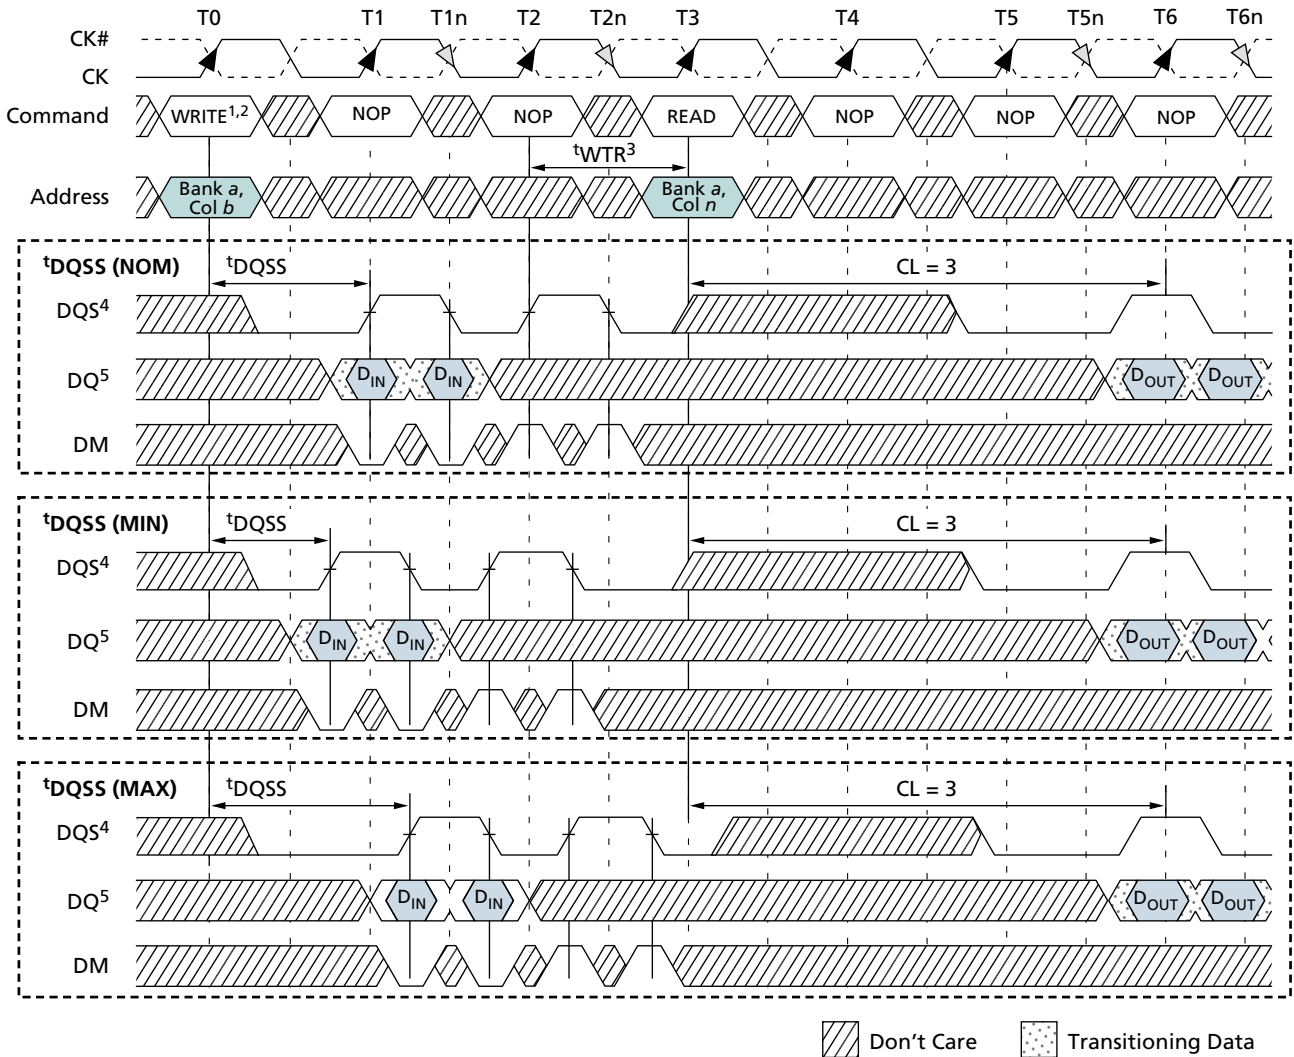 T0 T1 T1n T2 T2n T3 T4 T5 T5n T6 T6n
CK#
CK
Command WRITE1,2 NOP NOP READ NOP NOP NOP
tWTR3
Address Bank a, Col b Bank a, Col n
tDQSS (NOM) tDQSS CL = 3
DQS4
DQ5 DIN DIN DOUT DOUT
DM
tDQSS (MIN) tDQSS CL = 3
DQS4
DQ5 DIN DIN DOUT DOUT
DM
tDQSS (MAX) tDQSS CL = 3
DQS4
DQ5 DIN DIN DOUT DOUT
DM
Don't Care Transitioning Data